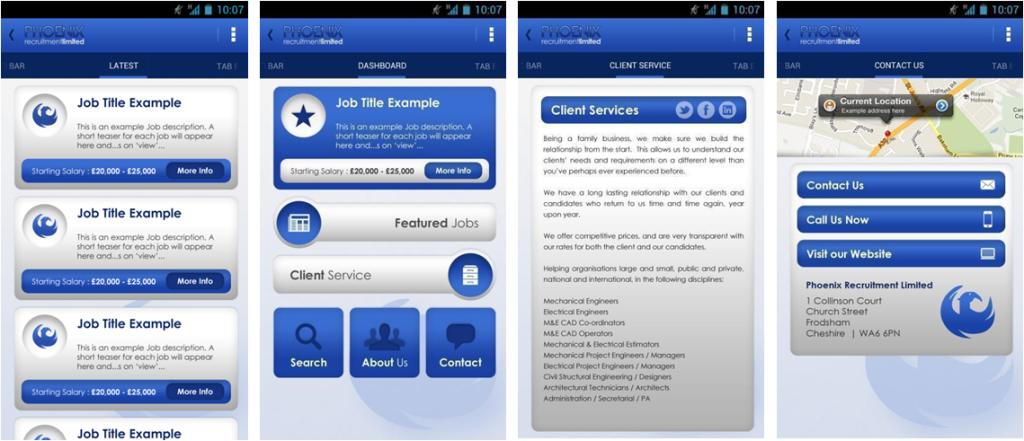 10:07
PHOENIX
recruitmentlimited
BAR
LATEST
TAB
Job Title Example
This is an example Job description. A
short teaser for each job will appear
here and...s on 'view'...
Starting Salary : £20,000 - £25,000
More Info
Job Title Example
This is an example Job description. A
short teaser for each job will appear
here and...s on 'view'...
Starting Salary : £20,000 - £25,000
More Info
Job Title Example
This is an example Job description. A
short teaser for each job will appear
here and...s on 'view'...
Starting Salary : £20,000 - £25,000
More Info
Job Title Example
10:07
PHOENIX
recruitmentlimited
BAR
DASHBOARD
TAB
Job Title Example
This is an example Job description. A
short teaser for each job will appear
here and...s on 'view'...
Starting Salary : £20,000 - £25,000
More Info
Featured Jobs
Client Service
Search
About Us
Contact
10:07
PHOENIX
recruitmentlimited
BAR
CLIENT SERVICE
TAB
Client Services
Being a family business, we make sure we build the
relationship from the start. This allows us to understand our
clients' needs and requirements on a different level than
you've perhaps ever experienced before.
We have a long lasting relationship with our clients and
candidates who return to us time and time again, year
upon year.
We offer competitive prices, and are very transparent with
our rates for both the client and our candidates.
Helping organisations large and small, public and private,
national and international, in the following disciplines:
Mechanical Engineers
Electrical Engineers
M&E CAD Co-ordinators
M&E CAD Operators
Mechanical & Electrical Estimators
Mechanical Project Engineers / Managers
Electrical Project Engineers / Managers
Civil Structural Engineering / Designers
Architectural Technicians / Architects
Administration / Secretarial / PA
10:07
PHOENIX
recruitmentlimited
BAR
CONTACT US
TAB
Current Location
Example address here
Royal
Holloway
Contact Us
Call Us Now
Visit our Website
Phoenix Recruitment Limited
1 Collinson Court
Church Street
Frodsham
Cheshire | WA6 6PN